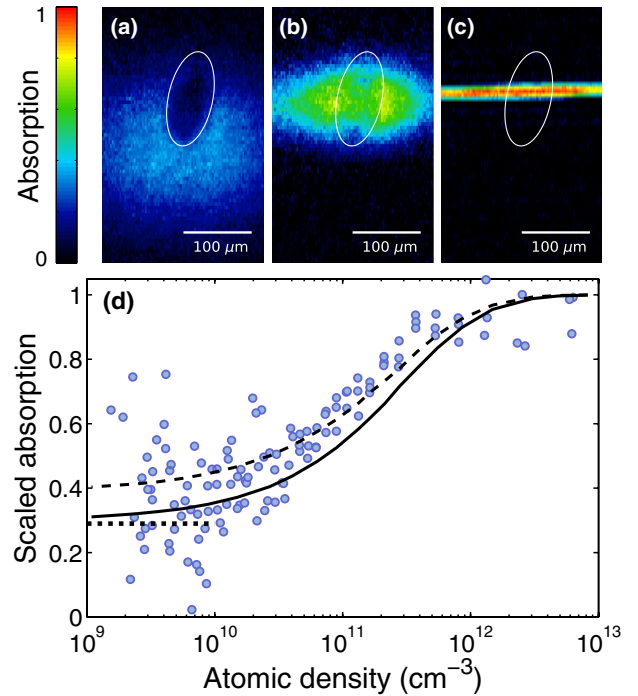 1
Absorption
0
(a)
(b)
(c)
100 μm
100 μm
100 μm
(d)
Scaled absorption
1
0.8
0.6
0.4
0.2
0
10⁹
10¹⁰
10¹¹
10¹²
10¹³
Atomic density (cm⁻³)